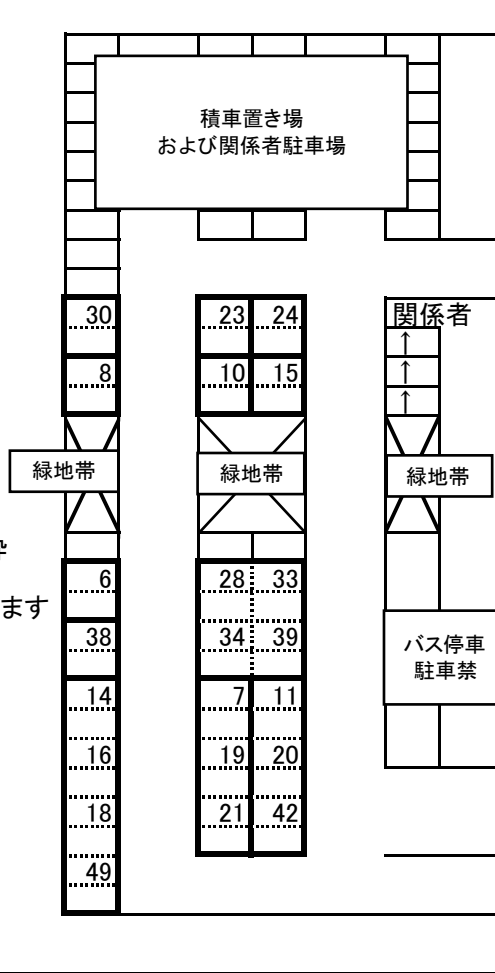 積車置き場
および関係者駐車場
30 23 24 関係者
↑
8 10 15 ↑
↑
緑地帯 緑地帯 緑地帯
6 28 33
ます
38 34 39 バス停車
駐車禁
14 7 11
16 19 20
18 21 42
49